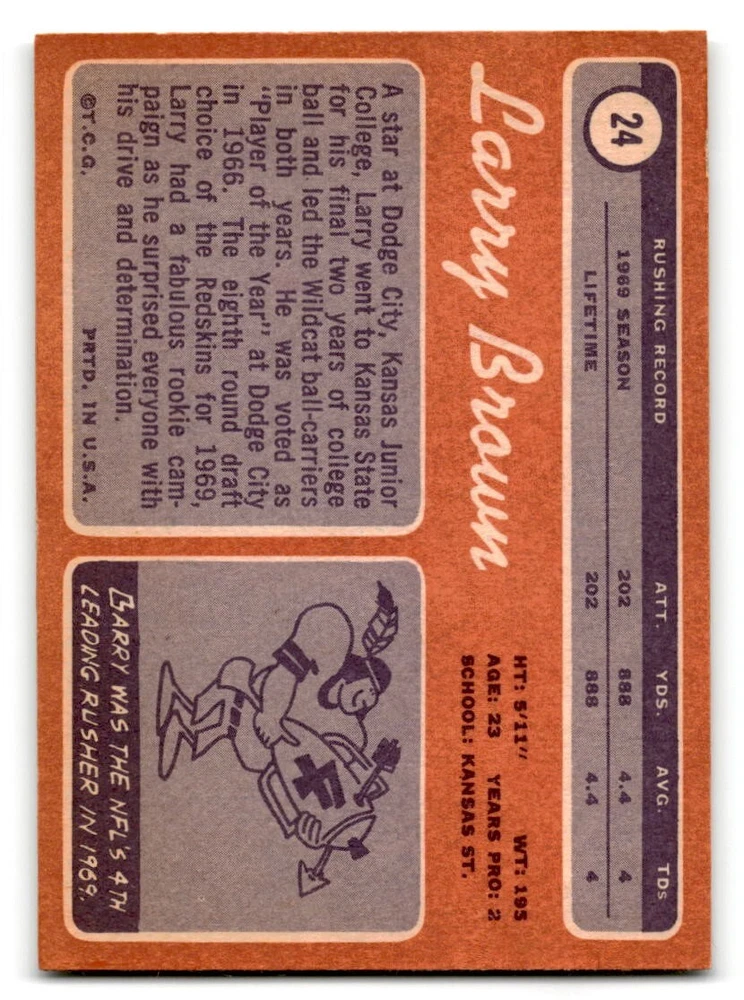 24
RUSHING RECORD ATT. YDS. AVG. TDs
1969 SEASON 202 888 4.4 4
LIFETIME 202 888 4.4 4
Larry Brown
HT: 5'11" WT: 195
AGE: 23 YEARS PRO: 2
SCHOOL: KANSAS ST.
A star at Dodge City, Kansas Junior
College, Larry went to Kansas State
for his final two years of college
ball and led the Wildcat ball-carriers
in both years. He was voted as
"Player of the Year" at Dodge City
in 1966. The eighth round draft
choice of the Redskins for 1969,
Larry had a fabulous rookie cam-
paign as he surprised everyone with
his drive and determination.
©T.C.G. PRTD. IN U.S.A.
LARRY WAS THE NFL'S 4TH
LEADING RUSHER IN 1969.